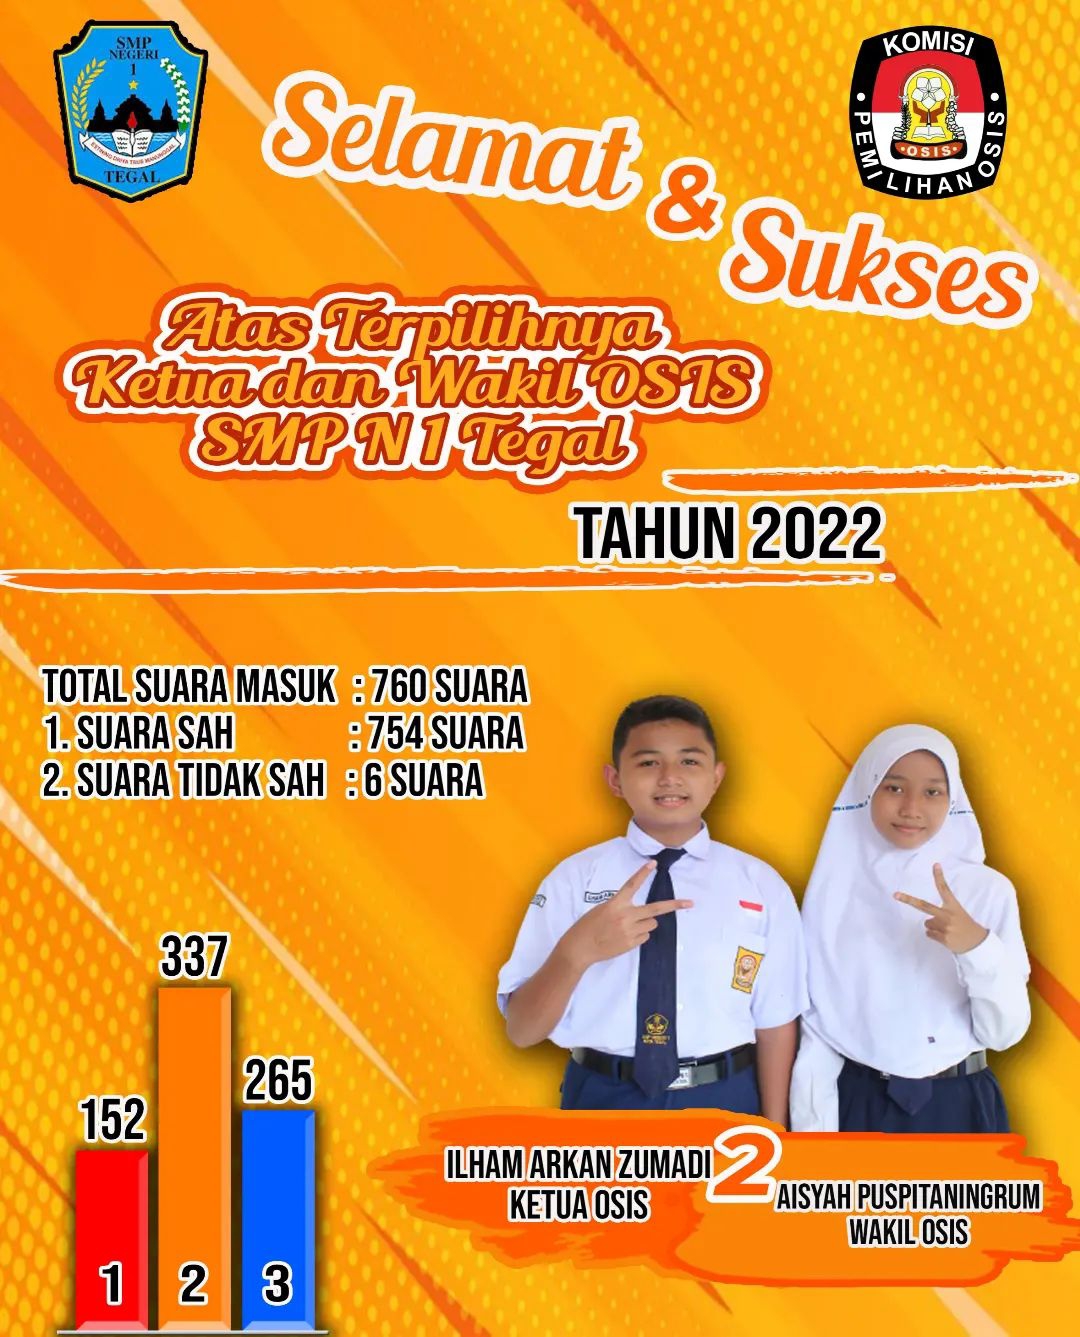 SMP
NEGERI
1
TEGAL
KOMISI
PEMILIHAN OSIS
OSIS
Selamat
&
Sukses
Atas Terpilihnya
Ketua dan Wakil OSIS
SMP N 1 Tegal
TAHUN 2022
TOTAL SUARA MASUK : 760 SUARA
1. SUARA SAH : 754 SUARA
2. SUARA TIDAK SAH : 6 SUARA
337
265
152
1
2
3
ILHAM ARKAN ZUMADI
KETUA OSIS
2
AISYAH PUSPITANINGRUM
WAKIL OSIS